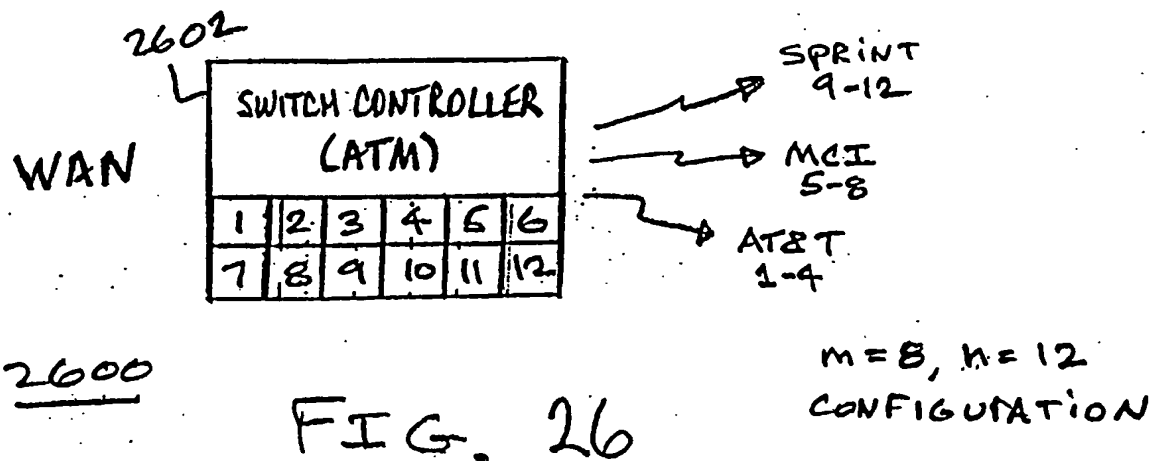 2602
SWITCH CONTROLLER
(ATM)
WAN
1 2 3 4 5 6
7 8 9 10 11 12
SPRINT
9-12
MCI
5-8
AT&T
1-4
2600
FIG. 26
m=8, n=12
CONFIGURATION